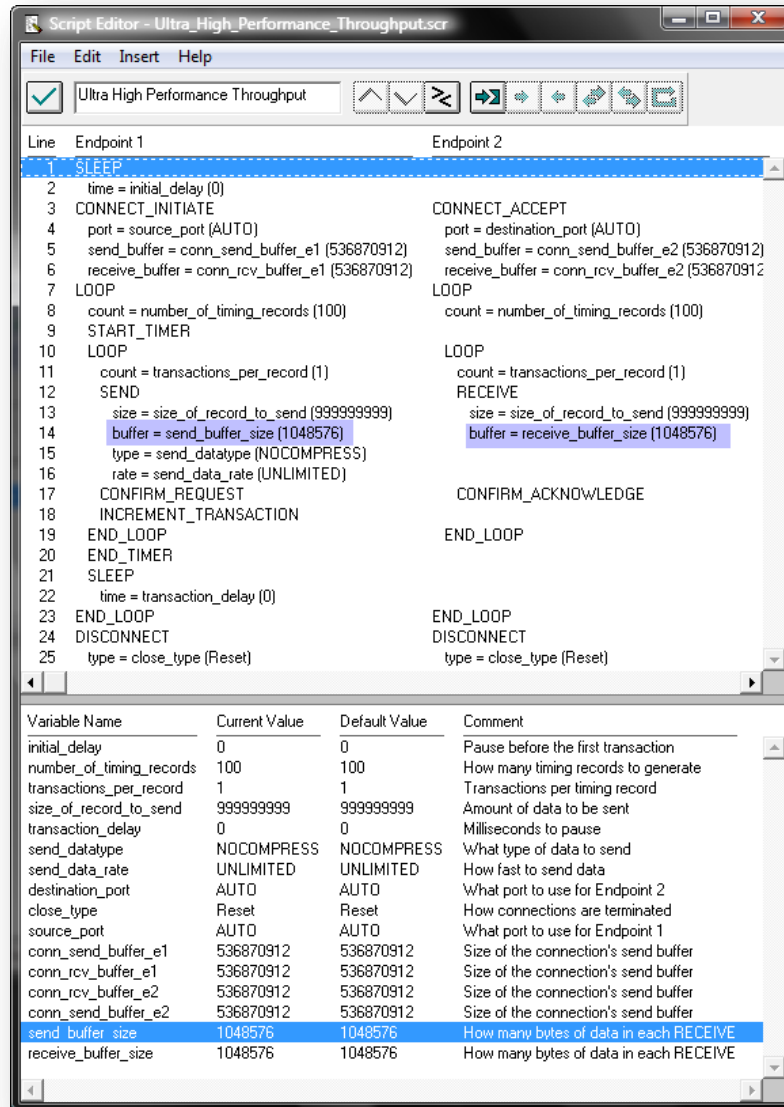 Script Editor - Ultra_High_Performance_Throughput.scr
File Edit Insert Help
Ultra High Performance Throughput
Line Endpoint 1 Endpoint 2
1 SLEEP
2 time = initial_delay (0)
3 CONNECT_INITIATE CONNECT_ACCEPT
4 port = source_port (AUTO) port = destination_port (AUTO)
5 send_buffer = conn_send_buffer_e1 (536870912) send_buffer = conn_send_buffer_e2 (536870912)
6 receive_buffer = conn_rcv_buffer_e1 (536870912) receive_buffer = conn_rcv_buffer_e2 (536870912
7 LOOP LOOP
8 count = number_of_timing_records (100) count = number_of_timing_records (100)
9 START_TIMER
10 LOOP LOOP
11 count = transactions_per_record (1) count = transactions_per_record (1)
12 SEND RECEIVE
13 size = size_of_record_to_send (999999999) size = size_of_record_to_send (999999999)
14 buffer = send_buffer_size (1048576) buffer = receive_buffer_size (1048576)
15 type = send_datatype (NOCOMPRESS)
16 rate = send_data_rate (UNLIMITED)
17 CONFIRM_REQUEST CONFIRM_ACKNOWLEDGE
18 INCREMENT_TRANSACTION
19 END_LOOP END_LOOP
20 END_TIMER
21 SLEEP
22 time = transaction_delay (0)
23 END_LOOP END_LOOP
24 DISCONNECT DISCONNECT
25 type = close_type (Reset) type = close_type (Reset)
Variable Name Current Value Default Value Comment
initial_delay 0 0 Pause before the first transaction
number_of_timing_records 100 100 How many timing records to generate
transactions_per_record 1 1 Transactions per timing record
size_of_record_to_send 999999999 999999999 Amount of data to be sent
transaction_delay 0 0 Milliseconds to pause
send_datatype NOCOMPRESS NOCOMPRESS What type of data to send
send_data_rate UNLIMITED UNLIMITED How fast to send data
destination_port AUTO AUTO What port to use for Endpoint 2
close_type Reset Reset How connections are terminated
source_port AUTO AUTO What port to use for Endpoint 1
conn_send_buffer_e1 536870912 536870912 Size of the connection's send buffer
conn_rcv_buffer_e1 536870912 536870912 Size of the connection's send buffer
conn_rcv_buffer_e2 536870912 536870912 Size of the connection's send buffer
conn_send_buffer_e2 536870912 536870912 Size of the connection's send buffer
send_buffer_size 1048576 1048576 How many bytes of data in each RECEIVE
receive_buffer_size 1048576 1048576 How many bytes of data in each RECEIVE